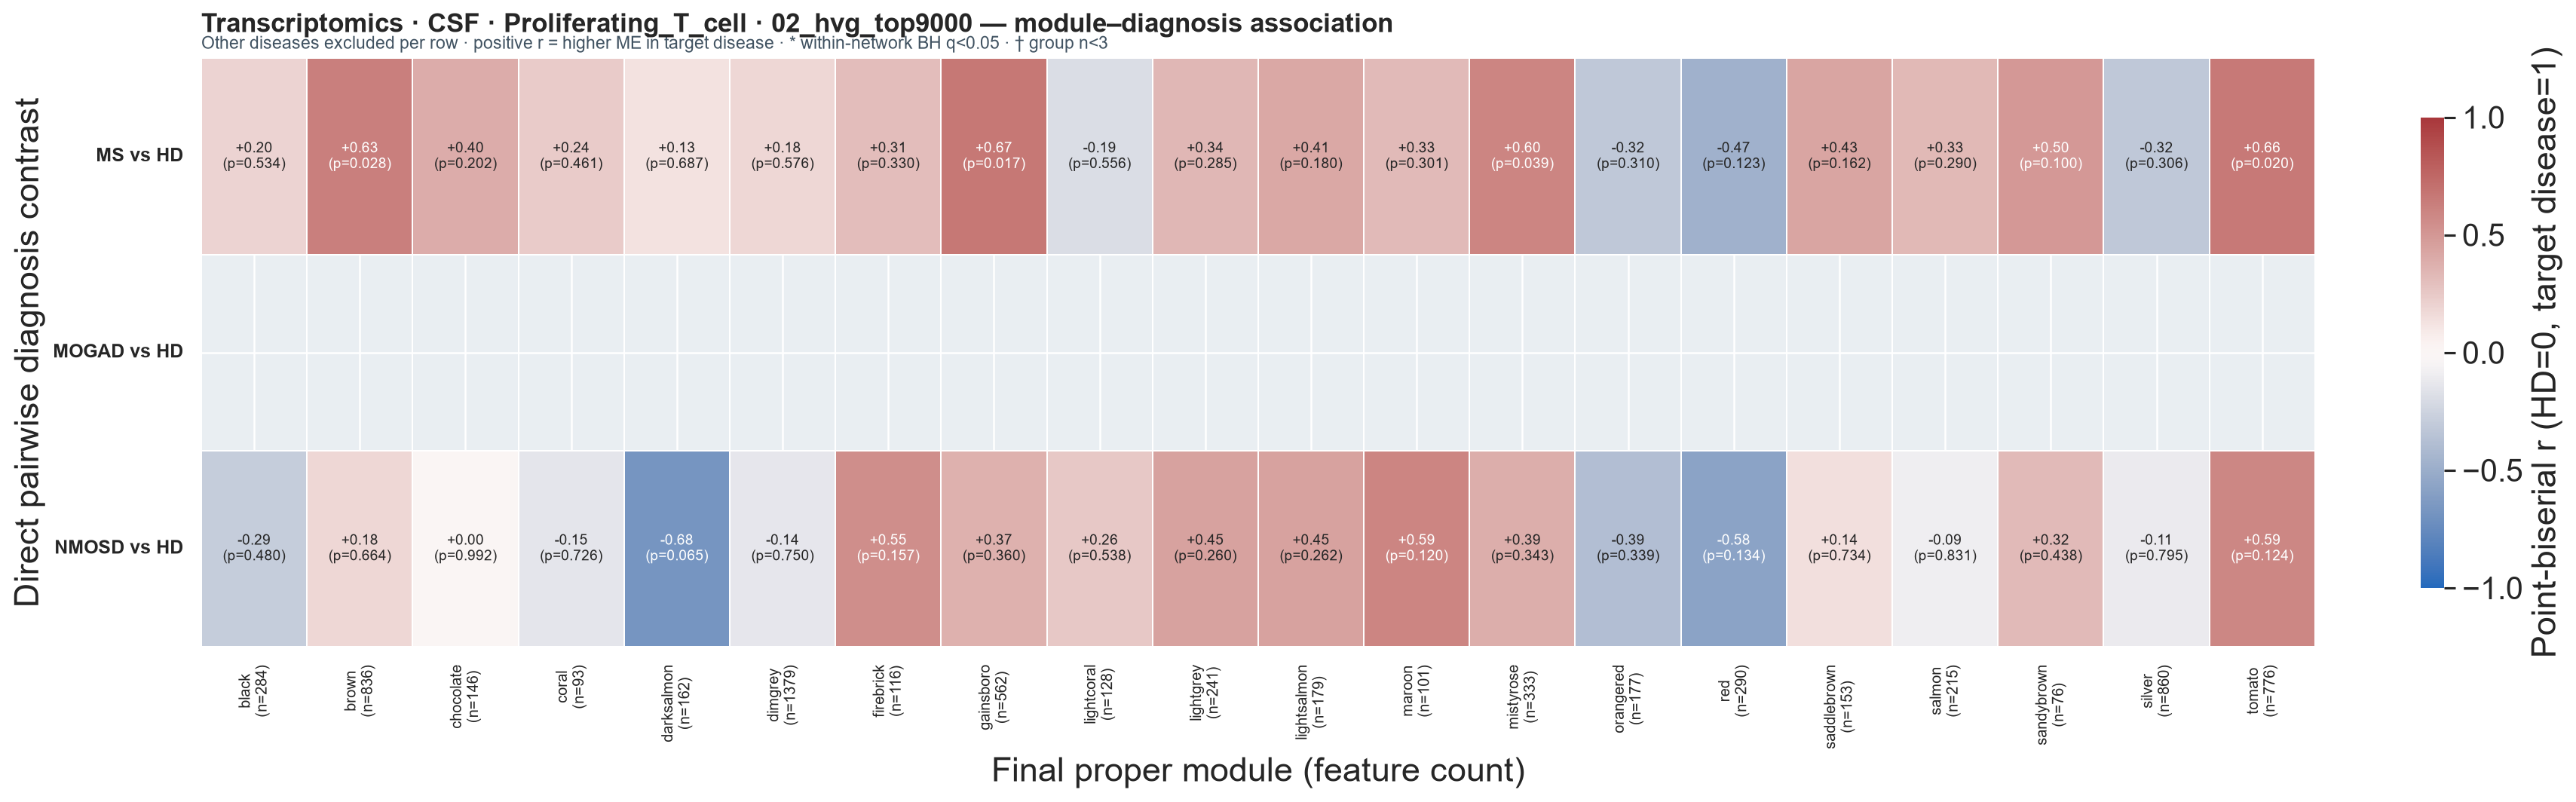 Transcriptomics · CSF · Proliferating_T_cell · 02_hvg_top9000 — module–diagnosis association
Other diseases excluded per row · positive r = higher ME in target disease · * within-network BH q<0.05 · † group n<3
Direct pairwise diagnosis contrast
MS vs HD
+0.20
(p=0.534)
+0.63
(p=0.028)
+0.40
(p=0.202)
+0.24
(p=0.461)
+0.13
(p=0.687)
+0.18
(p=0.576)
+0.31
(p=0.330)
+0.67
(p=0.017)
-0.19
(p=0.556)
+0.34
(p=0.285)
+0.41
(p=0.180)
+0.33
(p=0.301)
+0.60
(p=0.039)
-0.32
(p=0.310)
-0.47
(p=0.123)
+0.43
(p=0.162)
+0.33
(p=0.290)
+0.50
(p=0.100)
-0.32
(p=0.306)
+0.66
(p=0.020)
MOGAD vs HD
NMOSD vs HD
-0.29
(p=0.480)
+0.18
(p=0.664)
+0.00
(p=0.992)
-0.15
(p=0.726)
-0.68
(p=0.065)
-0.14
(p=0.750)
+0.55
(p=0.157)
+0.37
(p=0.360)
+0.26
(p=0.538)
+0.45
(p=0.260)
+0.45
(p=0.262)
+0.59
(p=0.120)
+0.39
(p=0.343)
-0.39
(p=0.339)
-0.58
(p=0.134)
+0.14
(p=0.734)
-0.09
(p=0.831)
+0.32
(p=0.438)
-0.11
(p=0.795)
+0.59
(p=0.124)
black
(n=284)
brown
(n=836)
chocolate
(n=146)
coral
(n=93)
darksalmon
(n=162)
dimgrey
(n=1379)
firebrick
(n=116)
gainsboro
(n=562)
lightcoral
(n=128)
lightgrey
(n=241)
lightsalmon
(n=179)
maroon
(n=101)
mistyrose
(n=333)
orangered
(n=177)
red
(n=290)
saddlebrown
(n=153)
salmon
(n=215)
sandybrown
(n=76)
silver
(n=860)
tomato
(n=776)
Final proper module (feature count)
1.0
0.5
0.0
−0.5
−1.0
Point-biserial r (HD=0, target disease=1)